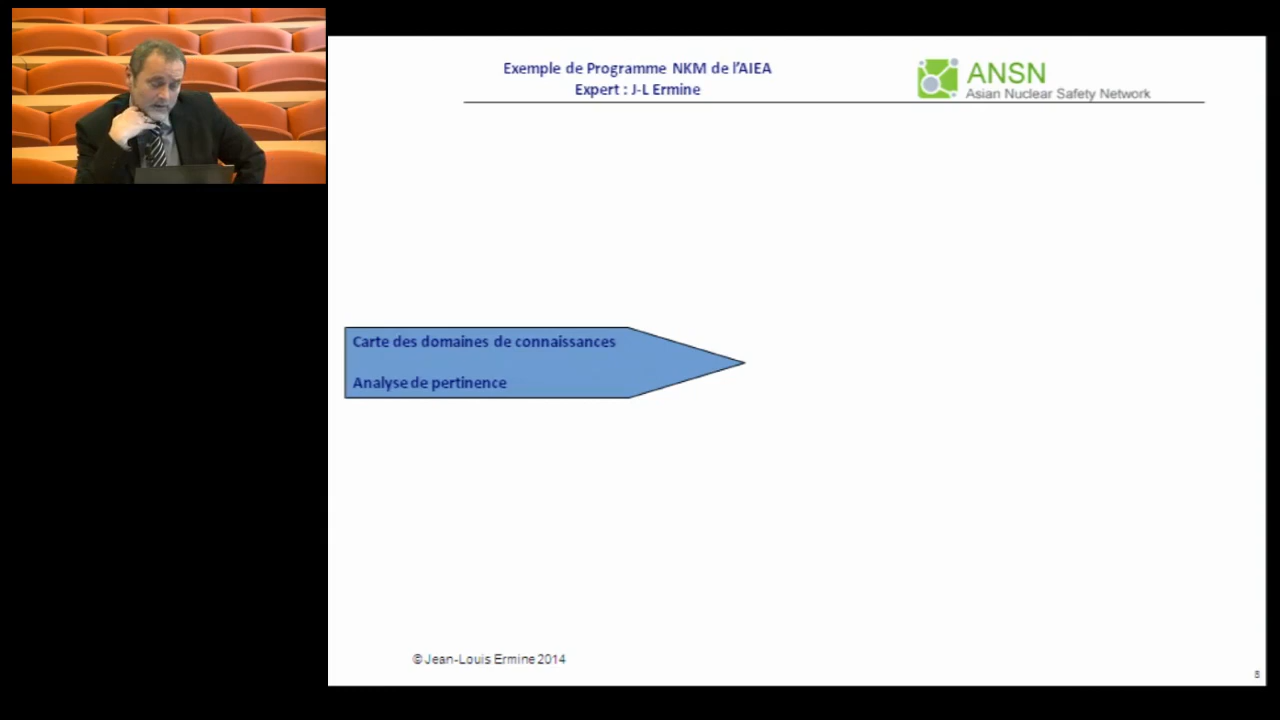 Exemple de Programme NKM de l'AIEA
Expert : J-L Ermine
ANSN
Asian Nuclear Safety Network
Carte des domaines de connaissances
Analyse de pertinence
© Jean-Louis Ermine 2014
8